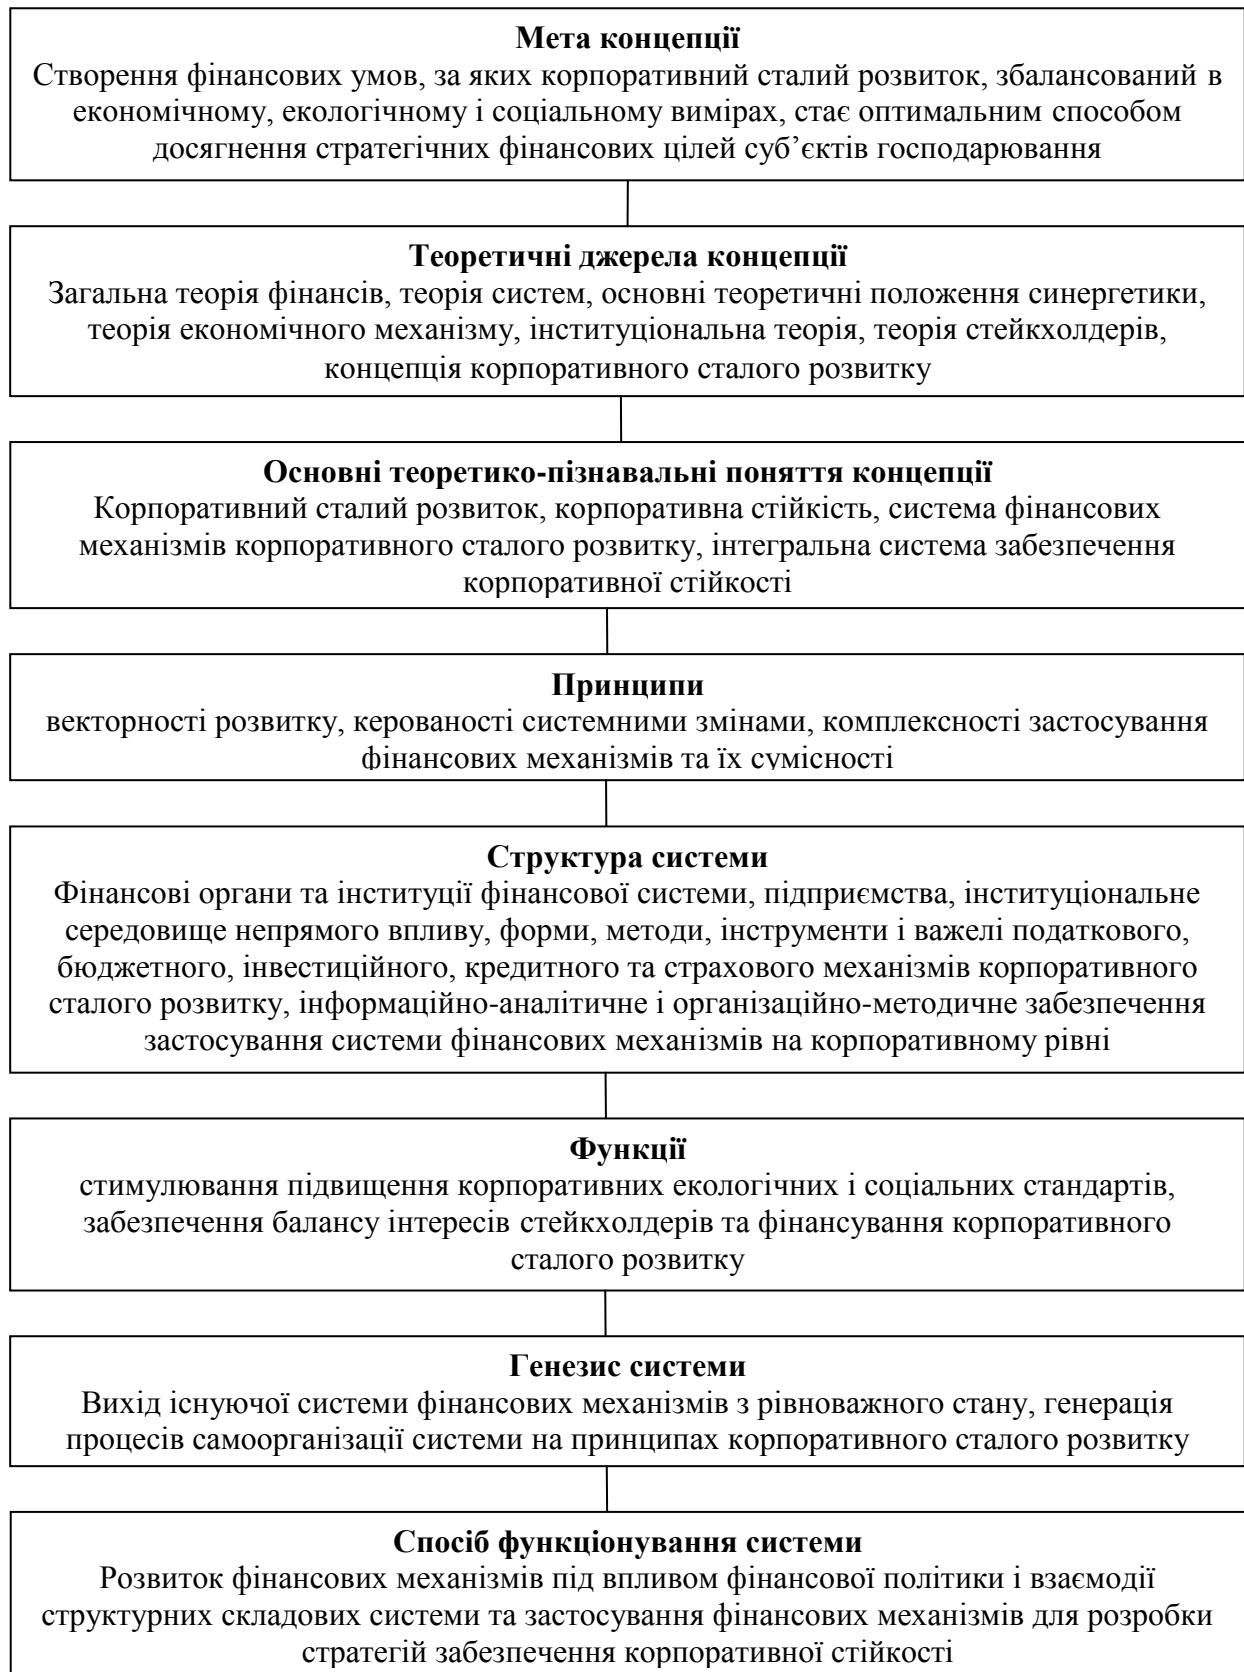 Мета концепції
Створення фінансових умов, за яких корпоративний сталий розвиток, збалансований в
економічному, екологічному і соціальному вимірах, стає оптимальним способом
досягнення стратегічних фінансових цілей суб’єктів господарювання
Теоретичні джерела концепції
Загальна теорія фінансів, теорія систем, основні теоретичні положення синергетики,
теорія економічного механізму, інституціональна теорія, теорія стейкхолдерів,
концепція корпоративного сталого розвитку
Основні теоретико-пізнавальні поняття концепції
Корпоративний сталий розвиток, корпоративна стійкість, система фінансових
механізмів корпоративного сталого розвитку, інтегральна система забезпечення
корпоративної стійкості
Принципи
векторності розвитку, керованості системними змінами, комплексності застосування
фінансових механізмів та їх сумісності
Структура системи
Фінансові органи та інституції фінансової системи, підприємства, інституціональне
середовище непрямого впливу, форми, методи, інструменти і важелі податкового,
бюджетного, інвестиційного, кредитного та страхового механізмів корпоративного
сталого розвитку, інформаційно-аналітичне і організаційно-методичне забезпечення
застосування системи фінансових механізмів на корпоративному рівні
Функції
стимулювання підвищення корпоративних екологічних і соціальних стандартів,
забезпечення балансу інтересів стейкхолдерів та фінансування корпоративного
сталого розвитку
Генезис системи
Вихід існуючої системи фінансових механізмів з рівноважного стану, генерація
процесів самоорганізації системи на принципах корпоративного сталого розвитку
Спосіб функціонування системи
Розвиток фінансових механізмів під впливом фінансової політики і взаємодії
структурних складових системи та застосування фінансових механізмів для розробки
стратегій забезпечення корпоративної стійкості